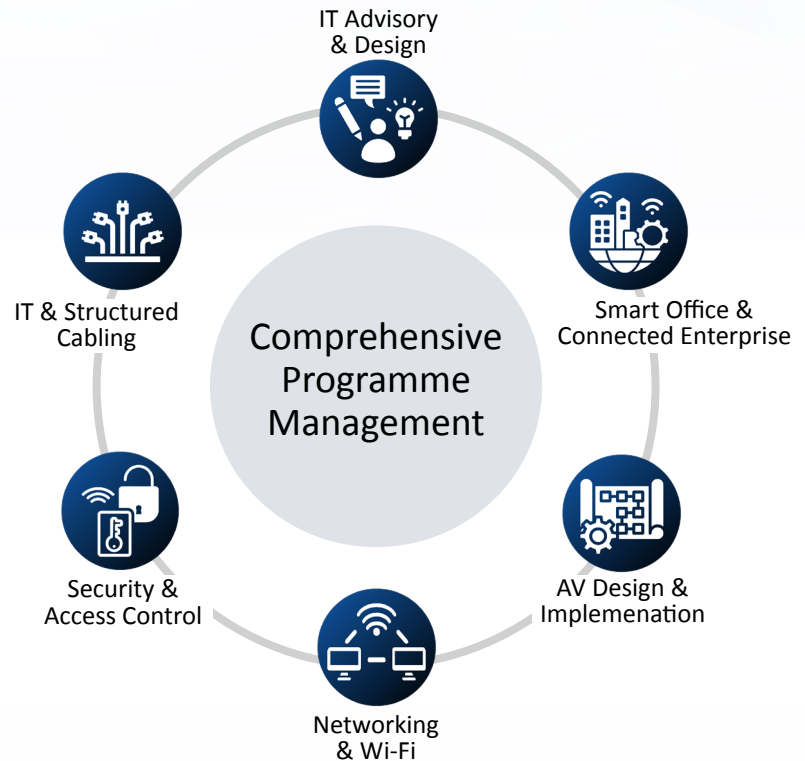 IT Advisory
& Design
Smart Office &
Connected Enterprise
AV Design &
Implemenation
Networking
& Wi-Fi
Security &
Access Control
IT & Structured
Cabling
Comprehensive
Programme
Management